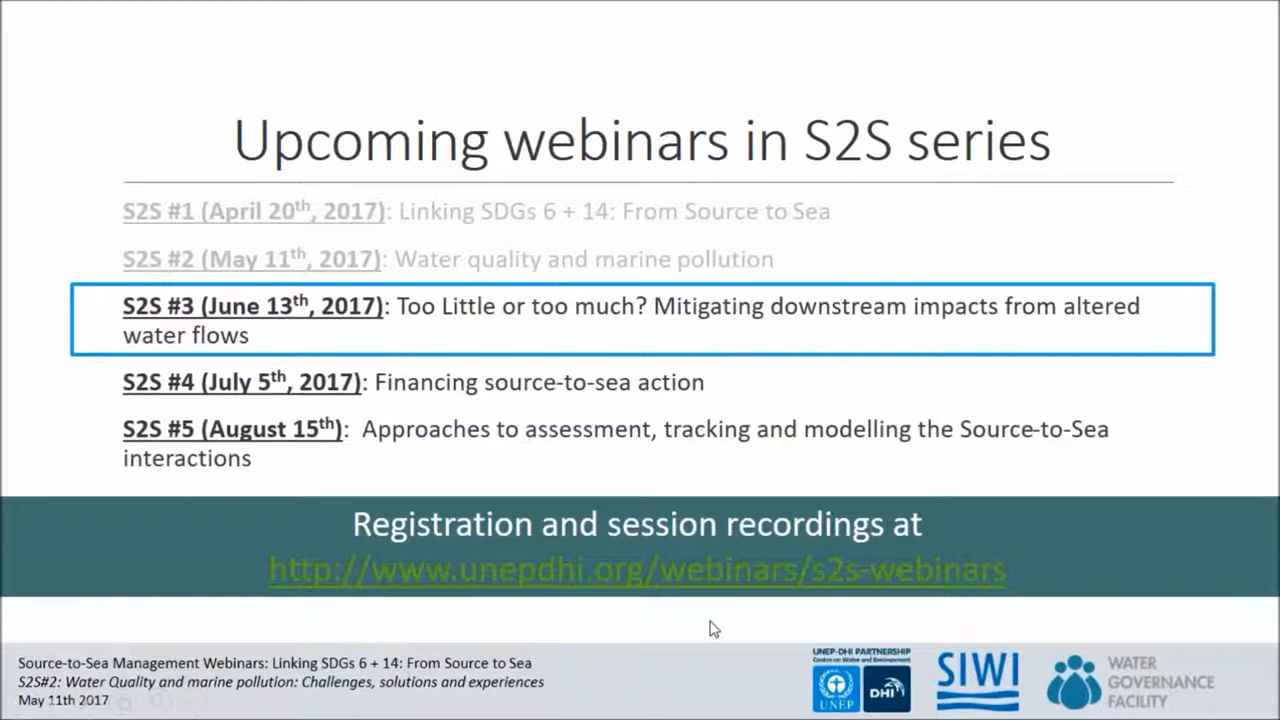 Upcoming webinars in S2S series
S2S #1 (April 20th, 2017): Linking SDGs 6 + 14: From Source to Sea
S2S #2 (May 11th, 2017): Water quality and marine pollution
S2S #3 (June 13th, 2017): Too Little or too much? Mitigating downstream impacts from altered
water flows
S2S #4 (July 5th, 2017): Financing source-to-sea action
S2S #5 (August 15th): Approaches to assessment, tracking and modelling the Source-to-Sea
interactions
Registration and session recordings at
http://www.unepdhi.org/webinars/s2s-webinars
Source-to-Sea Management Webinars: Linking SDGs 6 + 14: From Source to Sea
S2S#2: Water Quality and marine pollution: Challenges, solutions and experiences
May 11th 2017
UNEP-DHI PARTNERSHIP
Centre on Water and Environment
UNEP
DHI
SIWI
WATER
GOVERNANCE
FACILITY